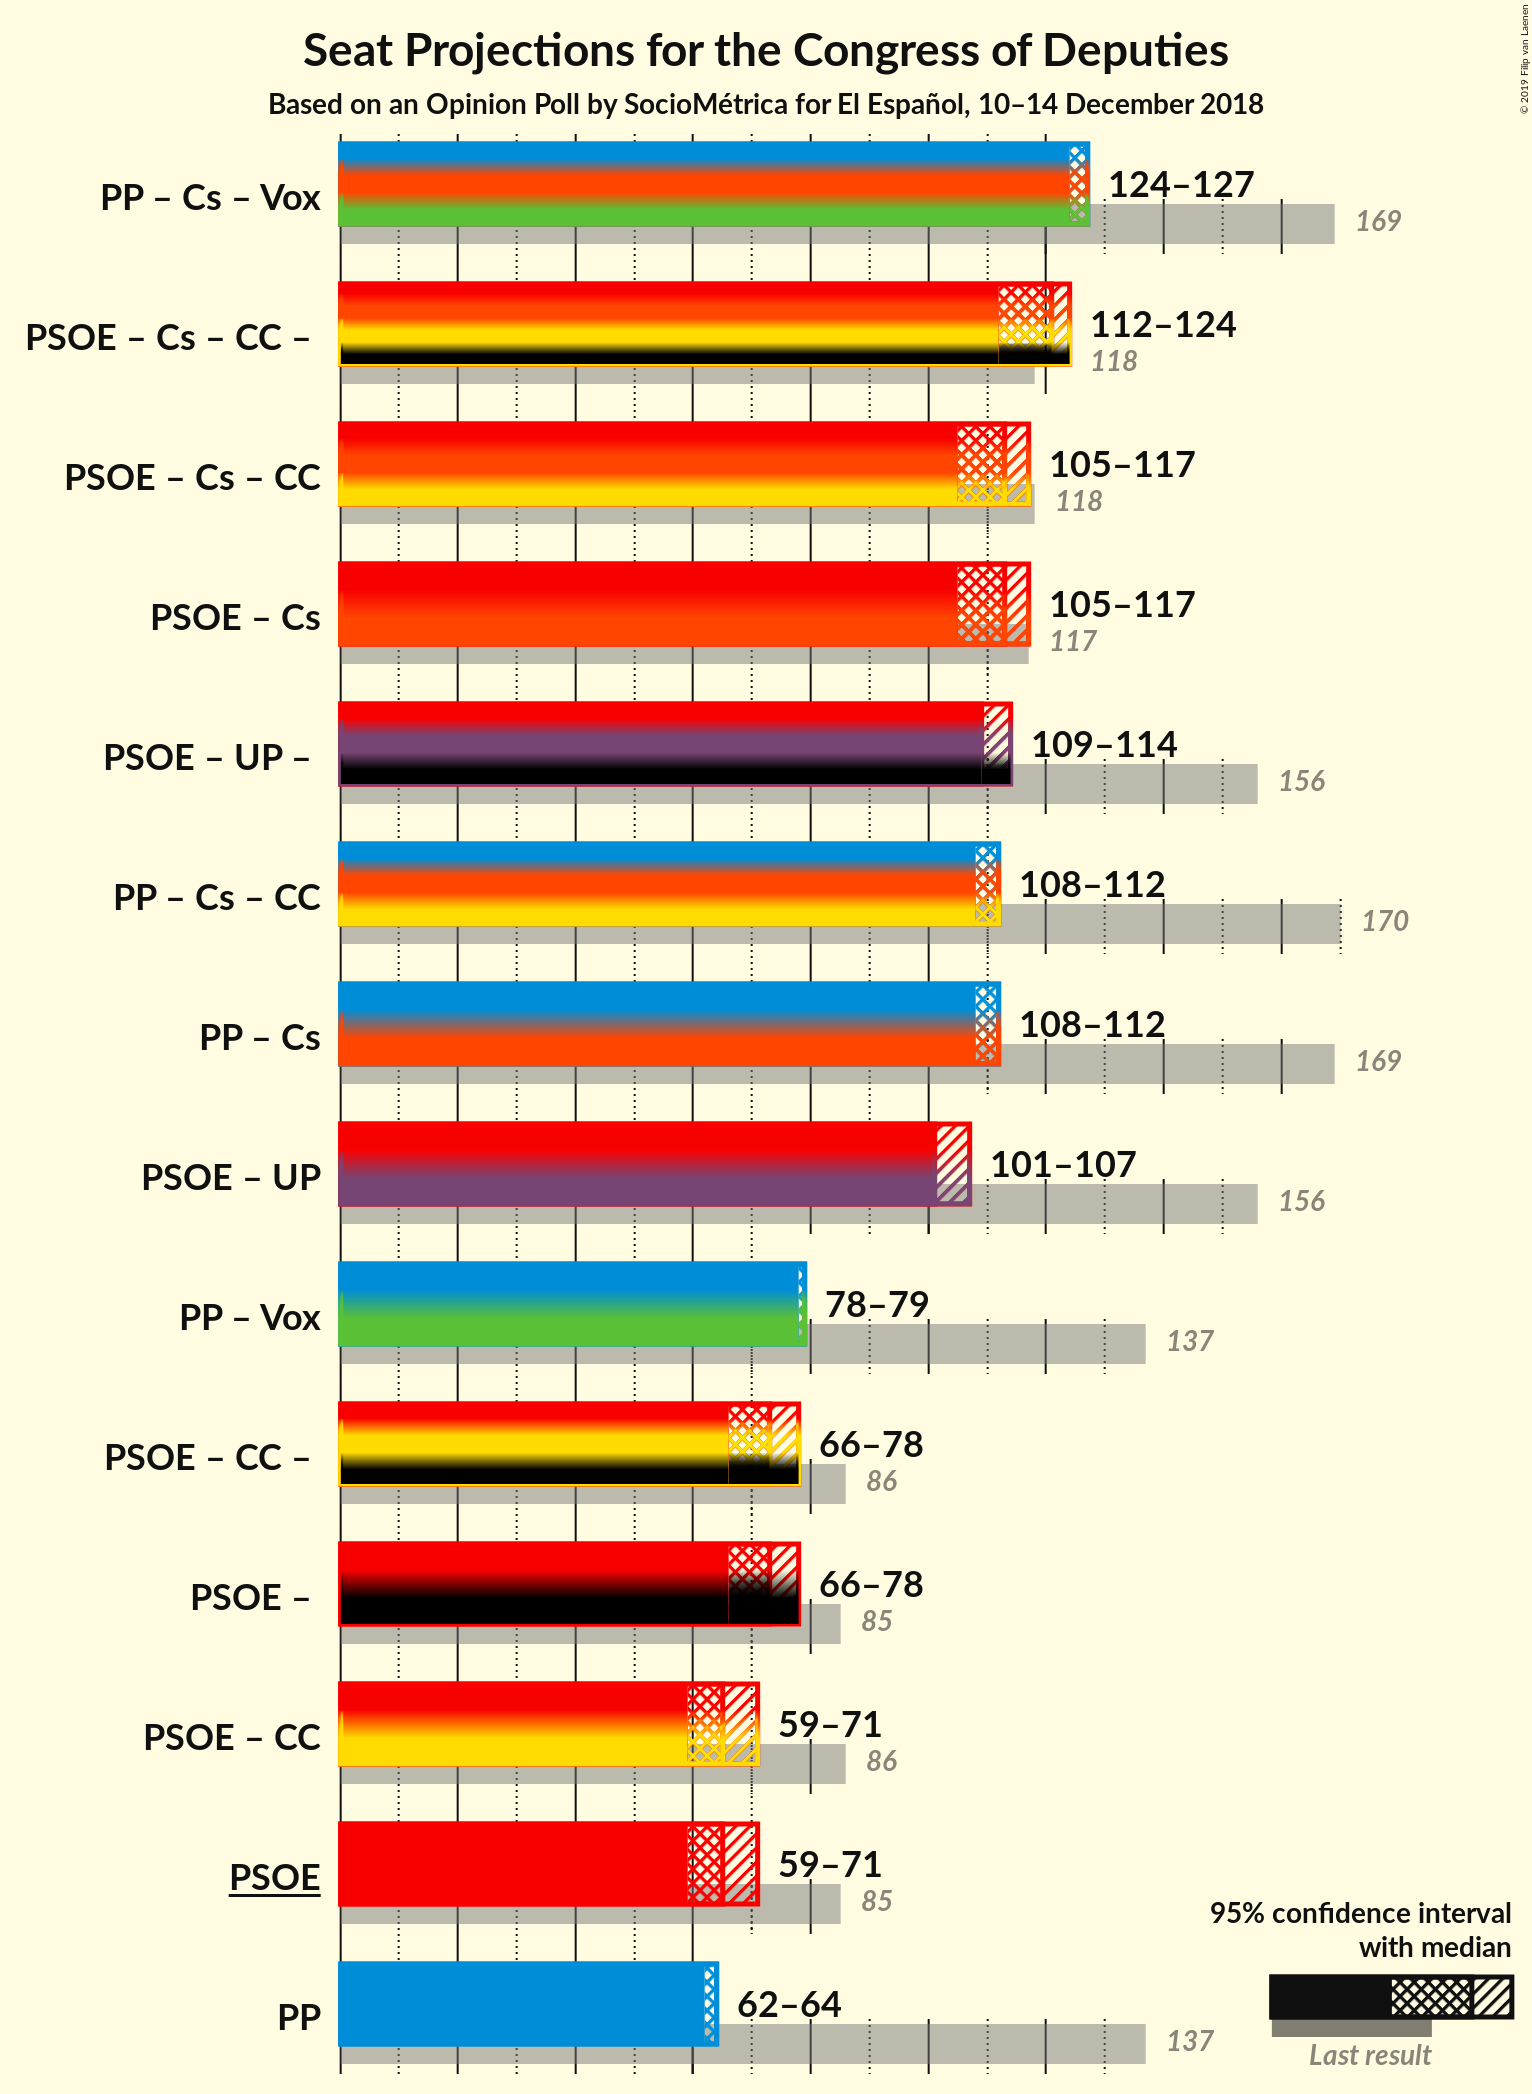 Seat Projections for the Congress of Deputies
Based on an Opinion Poll by SocioMétrica for El Español, 10–14 December 2018
© 2019 Filip van Laenen
PP – Cs – Vox
124–127
169
PSOE – Cs – CC –
112–124
118
PSOE – Cs – CC
105–117
118
PSOE – Cs
105–117
117
PSOE – UP –
109–114
156
PP – Cs – CC
108–112
170
PP – Cs
108–112
169
PSOE – UP
101–107
156
PP – Vox
78–79
137
PSOE – CC –
66–78
86
PSOE –
66–78
85
PSOE – CC
59–71
86
PSOE
59–71
85
PP
62–64
137
95% confidence interval
with median
Last result